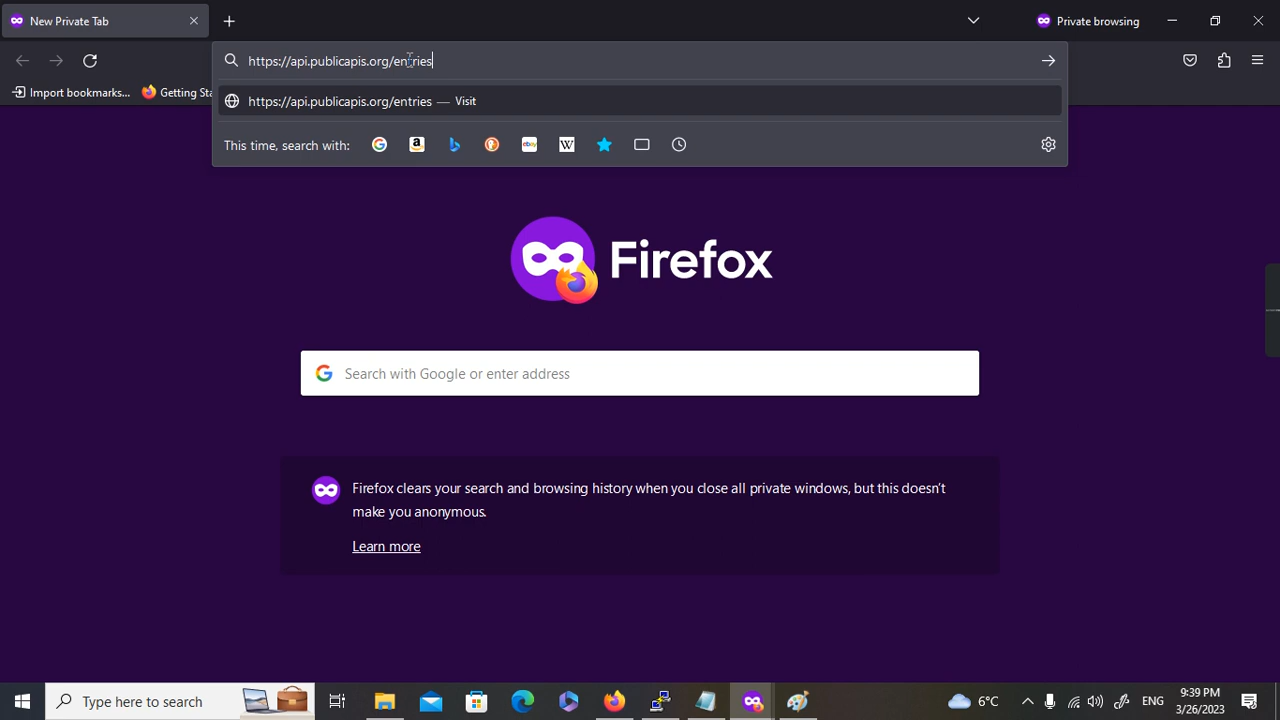 New Private Tab
Private browsing
https://api.publicapis.org/entries
Import bookmarks...
Getting Sta
https://api.publicapis.org/entries — Visit
This time, search with:
Firefox
Search with Google or enter address
Firefox clears your search and browsing history when you close all private windows, but this doesn't
make you anonymous.
Learn more
Type here to search
6°C
ENG
9:39 PM
3/26/2023